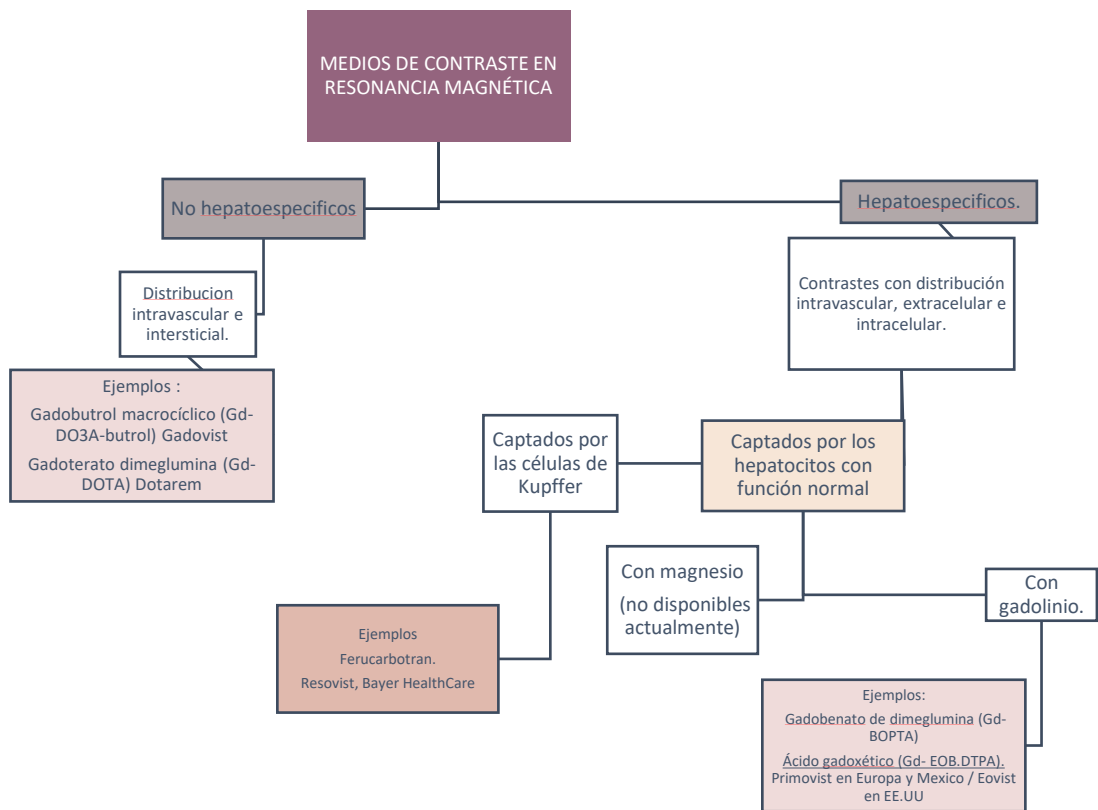 MEDIOS DE CONTRASTE EN
RESONANCIA MAGNÉTICA
No hepatoespecificos
Hepatoespecificos.
Distribucion
intravascular e
intersticial.
Contrastes con distribución
intravascular, extracelular e
intracelular.
Ejemplos :
Gadobutrol macrocíclico (Gd-
DO3A-butrol) Gadovist
Gadoterato dimeglumina (Gd-
DOTA) Dotarem
Captados por
las células de
Kupffer
Captados por los
hepatocitos con
función normal
Con magnesio
(no disponibles
actualmente)
Con
gadolinio.
Ejemplos
Ferucarbotran.
Resovist, Bayer HealthCare
Ejemplos:
Gadobenato de dimeglumina (Gd-
BOPTA)
Ácido gadoxético (Gd- EOB.DTPA).
Primovist en Europa y Mexico / Eovist
en EE.UU